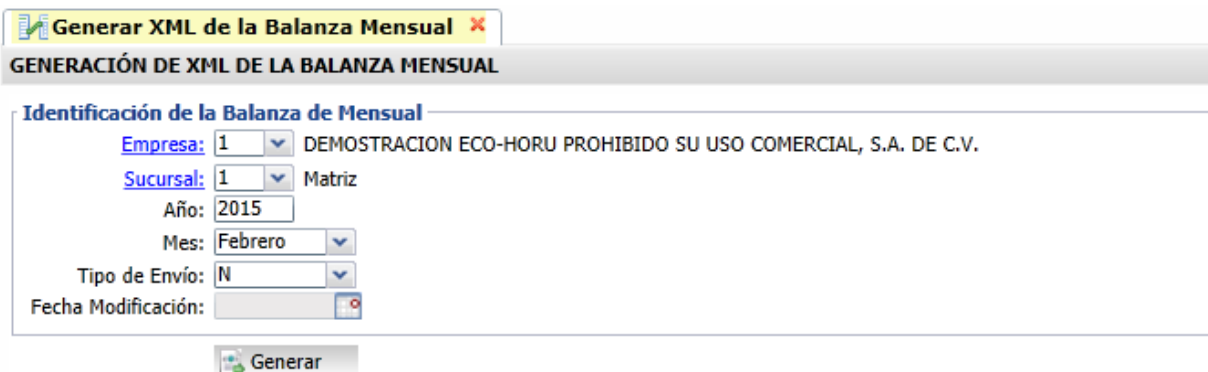 Generar XML de la Balanza Mensual
GENERACIÓN DE XML DE LA BALANZA MENSUAL
Identificación de la Balanza de Mensual
Empresa: 1 DEMOSTRACION ECO-HORU PROHIBIDO SU USO COMERCIAL, S.A. DE C.V.
Sucursal: 1 Matriz
Año: 2015
Mes: Febrero
Tipo de Envío: N
Fecha Modificación:
Generar